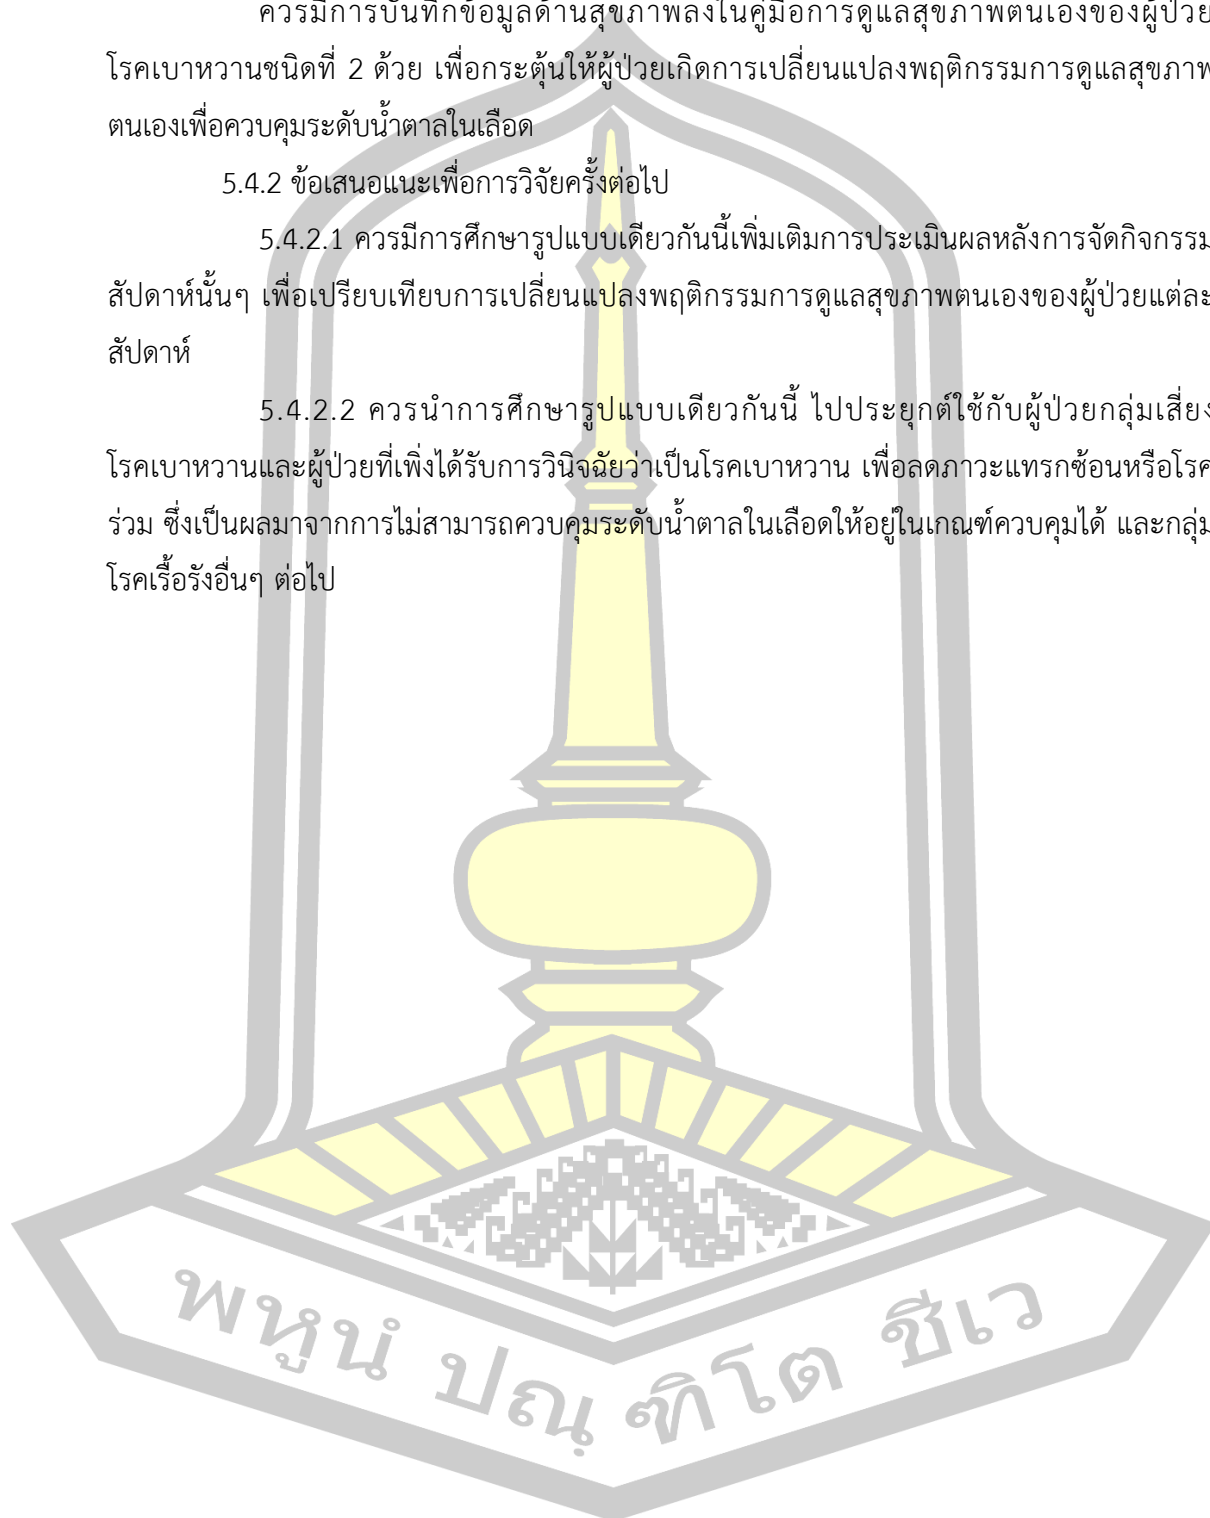 ควรมีการบันทึกข้อมูลด้านสุขภาพลงในคู่มือการดูแลสุขภาพตนเองของผู้ป่วย
โรคเบาหวานชนิดที่ 2 ด้วย เพื่อกระตุ้นให้ผู้ป่วยเกิดการเปลี่ยนแปลงพฤติกรรมการดูแลสุขภาพ
ตนเองเพื่อควบคุมระดับน้ำตาลในเลือด
5.4.2 ข้อเสนอแนะเพื่อการวิจัยครั้งต่อไป
5.4.2.1 ควรมีการศึกษารูปแบบเดียวกันนี้เพิ่มเติมการประเมินผลหลังการจัดกิจกรรม
สัปดาห์นั้นๆ เพื่อเปรียบเทียบการเปลี่ยนแปลงพฤติกรรมการดูแลสุขภาพตนเองของผู้ป่วยแต่ละ
สัปดาห์
5.4.2.2 ควรนำการศึกษารูปแบบเดียวกันนี้ ไปประยุกต์ใช้กับผู้ป่วยกลุ่มเสี่ยง
โรคเบาหวานและผู้ป่วยที่เพิ่งได้รับการวินิจฉัยว่าเป็นโรคเบาหวาน เพื่อลดภาวะแทรกซ้อนหรือโรค
ร่วม ซึ่งเป็นผลมาจากการไม่สามารถควบคุมระดับน้ำตาลในเลือดให้อยู่ในเกณฑ์ควบคุมได้ และกลุ่ม
โรคเรื้อรังอื่นๆ ต่อไป
พหูนํ ปณฺฑิโต ชีเว